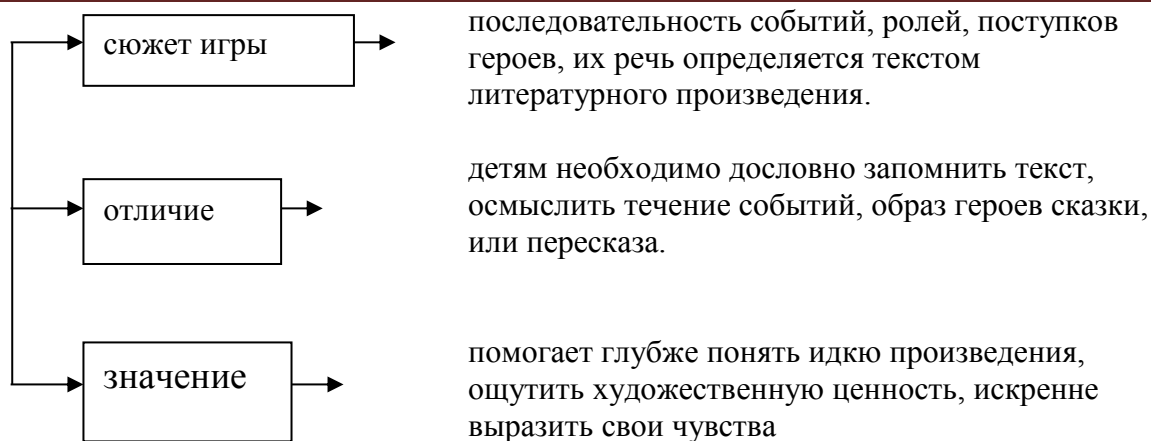 сюжет игры
последовательность событий, ролей, поступков
героев, их речь определяется текстом
литературного произведения.
отличие
детям необходимо дословно запомнить текст,
осмыслить течение событий, образ героев сказки,
или пересказа.
значение
помогает глубже понять идкю произведения,
ощутить художественную ценность, искренне
выразить свои чувства